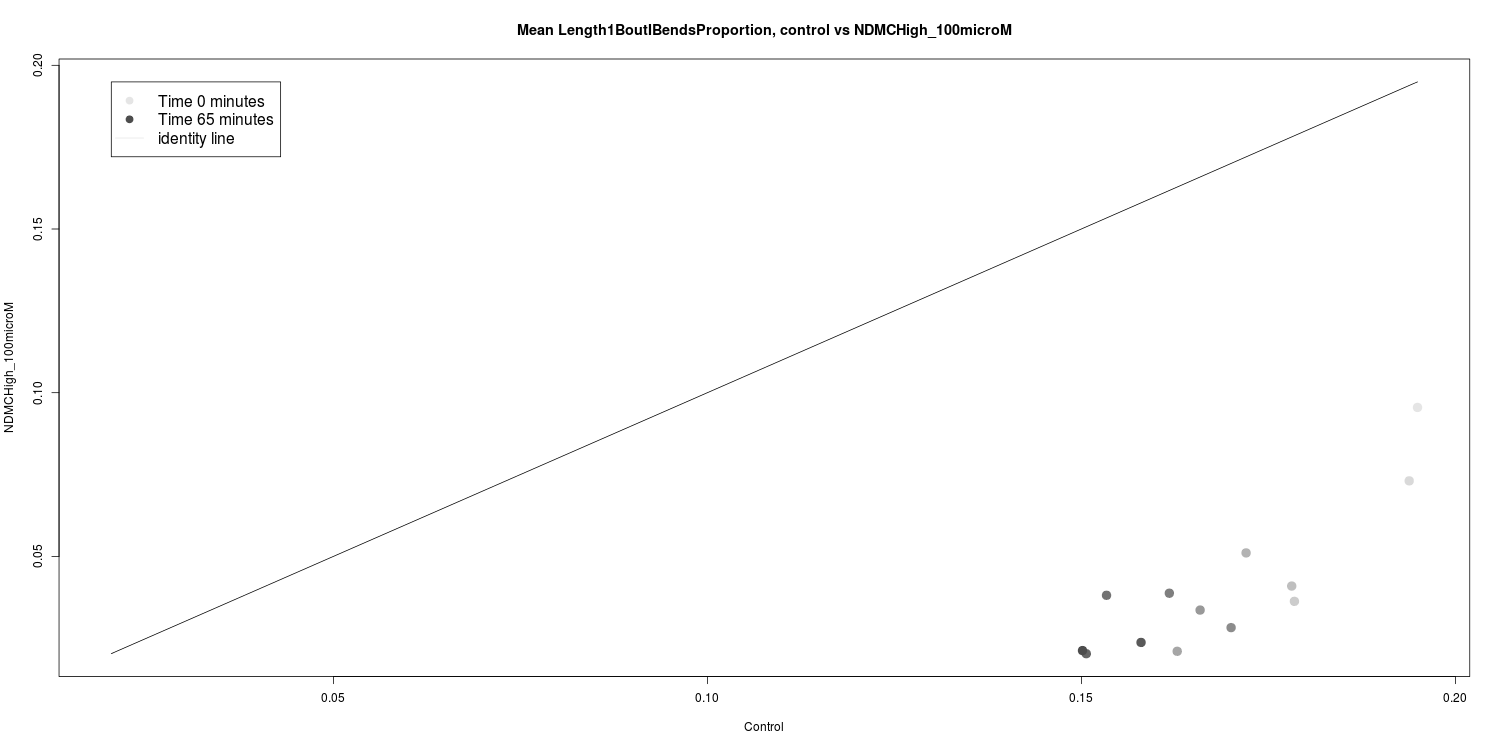 Mean Length1BoutlBendsProportion, control vs NDMCHigh_100microM
Time 0 minutes
Time 65 minutes
identity line
NDMCHigh_100microM
0.20
0.15
0.10
0.05
0.05
0.10
0.15
0.20
Control